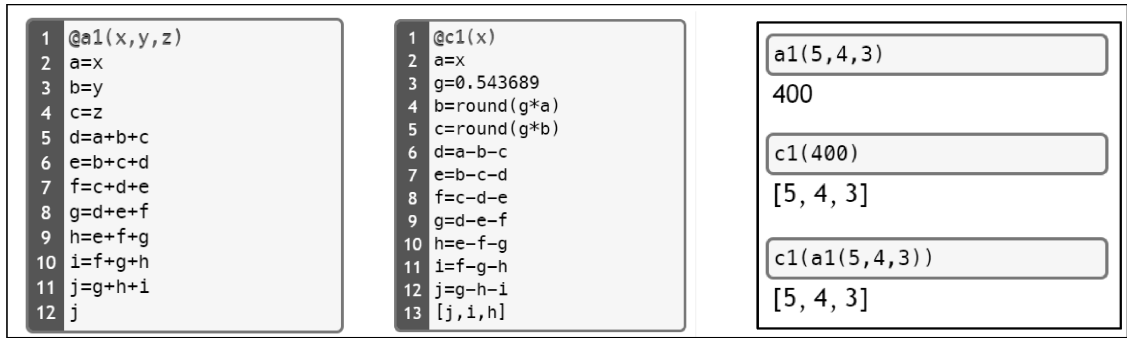 1 @a1(x,y,z)
2 a=x
3 b=y
4 c=z
5 d=a+b+c
6 e=b+c+d
7 f=c+d+e
8 g=d+e+f
9 h=e+f+g
10 i=f+g+h
11 j=g+h+i
12 j
1 @c1(x)
2 a=x
3 g=0.543689
4 b=round(g*a)
5 c=round(g*b)
6 d=a-b-c
7 e=b-c-d
8 f=c-d-e
9 g=d-e-f
10 h=e-f-g
11 i=f-g-h
12 j=g-h-i
13 [j,i,h]
a1(5,4,3)
400
c1(400)
[5, 4, 3]
c1(a1(5,4,3))
[5, 4, 3]